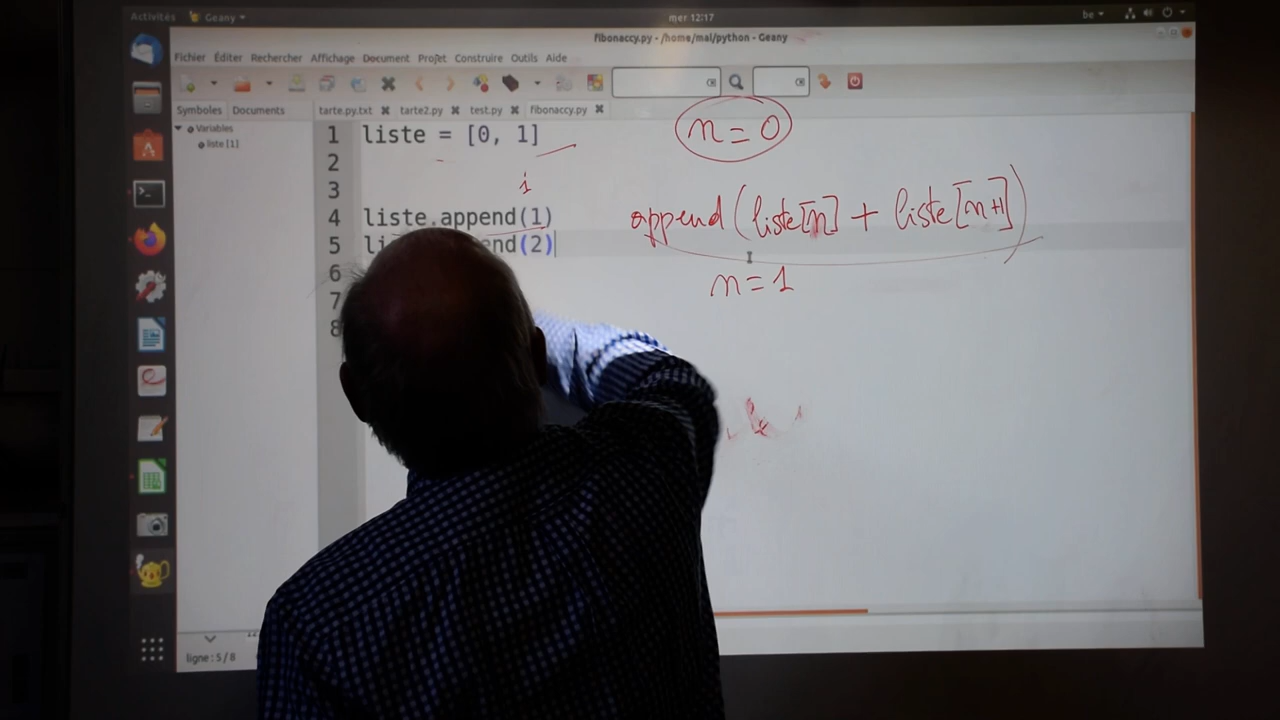 Activités Geany mer 12:17 be
fibonaccy.py - /home/mal/python - Geany
Fichier Éditer Rechercher Affichage Document Projet Construire Outils Aide
Symboles Documents tarte.py.txt tarte2.py test.py fibonaccy.py
Variables
liste [1]
1 liste = [0, 1]
n = 0
2
3
i
4 liste.append(1)
append(liste[n] + liste[n+1])
5 end(2)
6
n = 1
7
8
ligne : 5 / 8